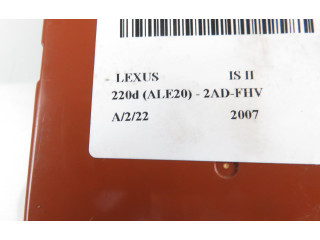 LEXUS IS II
220d (ALE20) - 2AD-FHV
A/2/22 2007